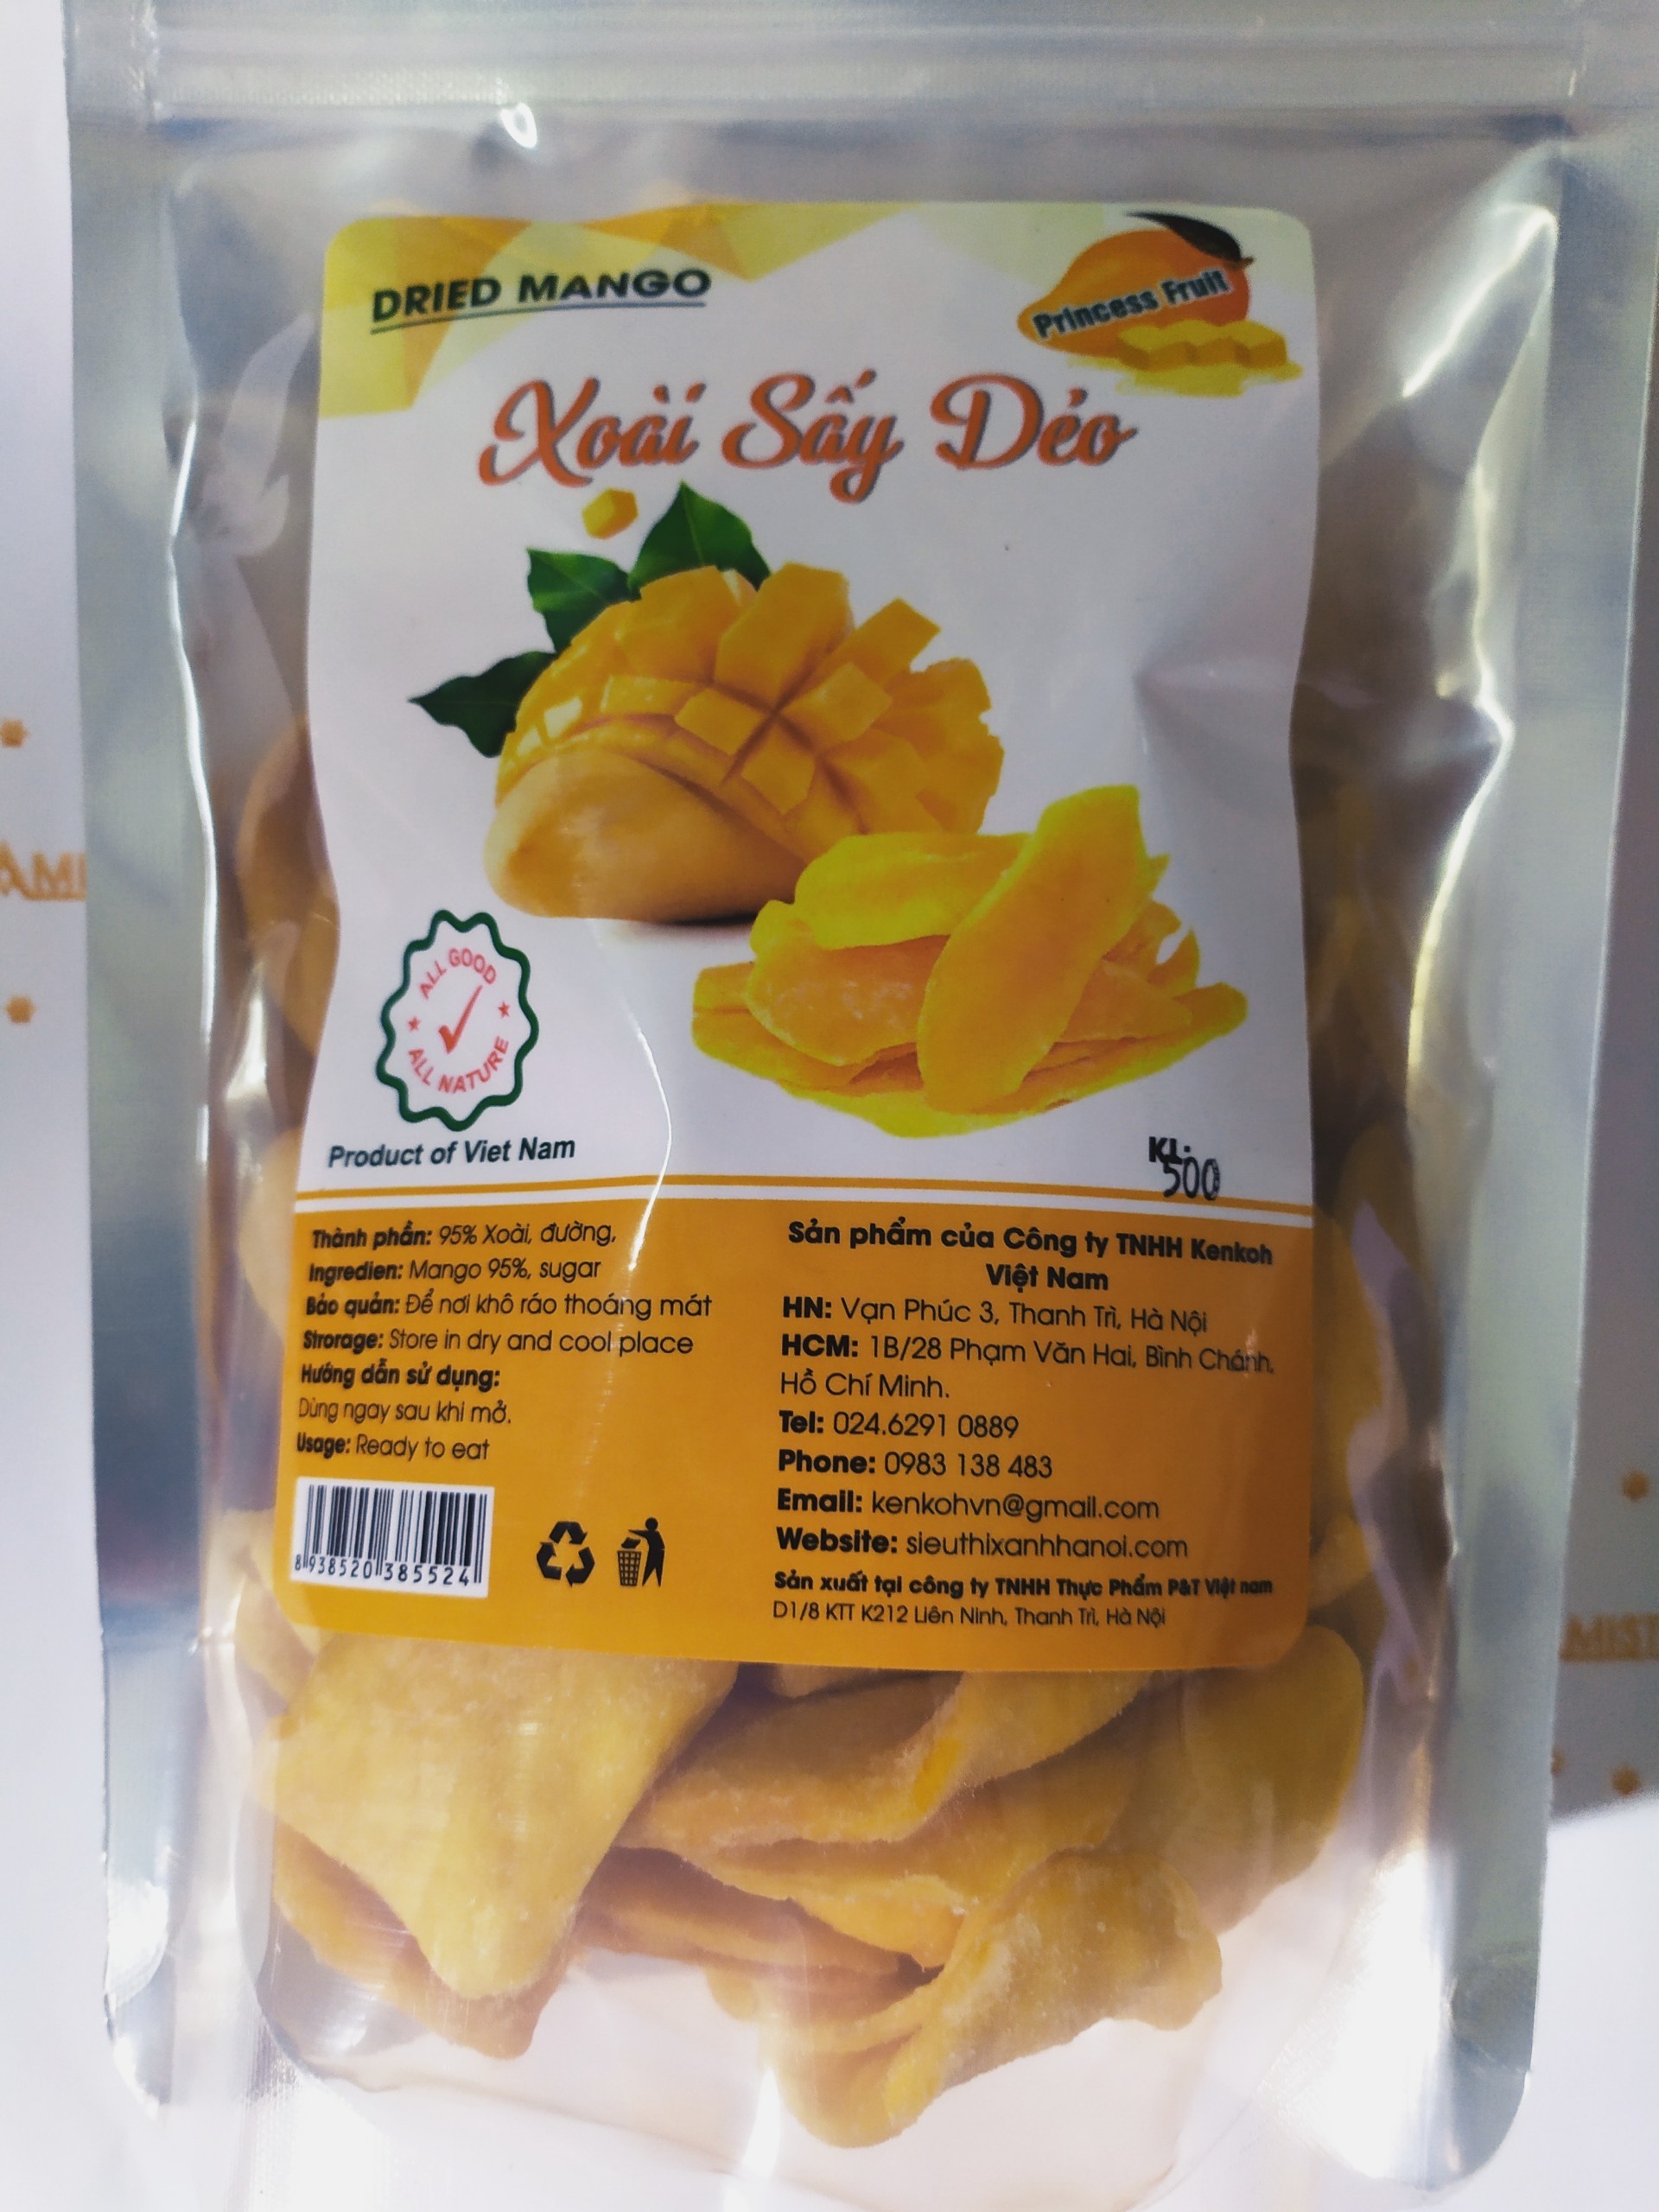 DRIED MANGO
Princess Fruit
Xoài Sấy Dẻo
ALL GOOD
ALL NATURE
Product of Viet Nam
KL:
500
Thành phần: 95% Xoài, đường,
Ingredien: Mango 95%, sugar
Bảo quản: Để nơi khô ráo thoáng mát
Strorage: Store in dry and cool place
Hướng dẫn sử dụng:
Dùng ngay sau khi mở.
Usage: Ready to eat
8 938520 385524
Sản phẩm của Công ty TNHH Kenkoh
Việt Nam
HN: Vạn Phúc 3, Thanh Trì, Hà Nội
HCM: 1B/28 Phạm Văn Hai, Bình Chánh,
Hồ Chí Minh.
Tel: 024.6291 0889
Phone: 0983 138 483
Email: kenkohvn@gmail.com
Website: sieuthixanhhanoi.com
Sản xuất tại công ty TNHH Thực Phẩm P&T Việt nam
D1/8 KTT K212 Liên Ninh, Thanh Trì, Hà Nội